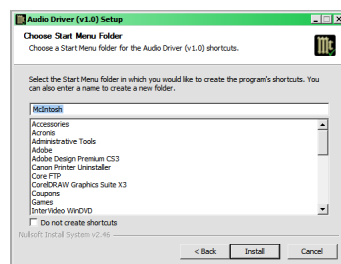 Audio Driver (v1.0) Setup
Choose Start Menu Folder
Choose a Start Menu folder for the Audio Driver (v1.0) shortcuts.
Select the Start Menu folder in which you would like to create the program's shortcuts. You
can also enter a name to create a new folder.
McIntosh
Accessories
Acronis
Administrative Tools
Adobe
Adobe Design Premium CS3
Canon Printer Uninstaller
Core FTP
CorelDRAW Graphics Suite X3
Coupons
Games
InterVideo WinDVD
Do not create shortcuts
Nullsoft Install System v2.46
< Back Install Cancel